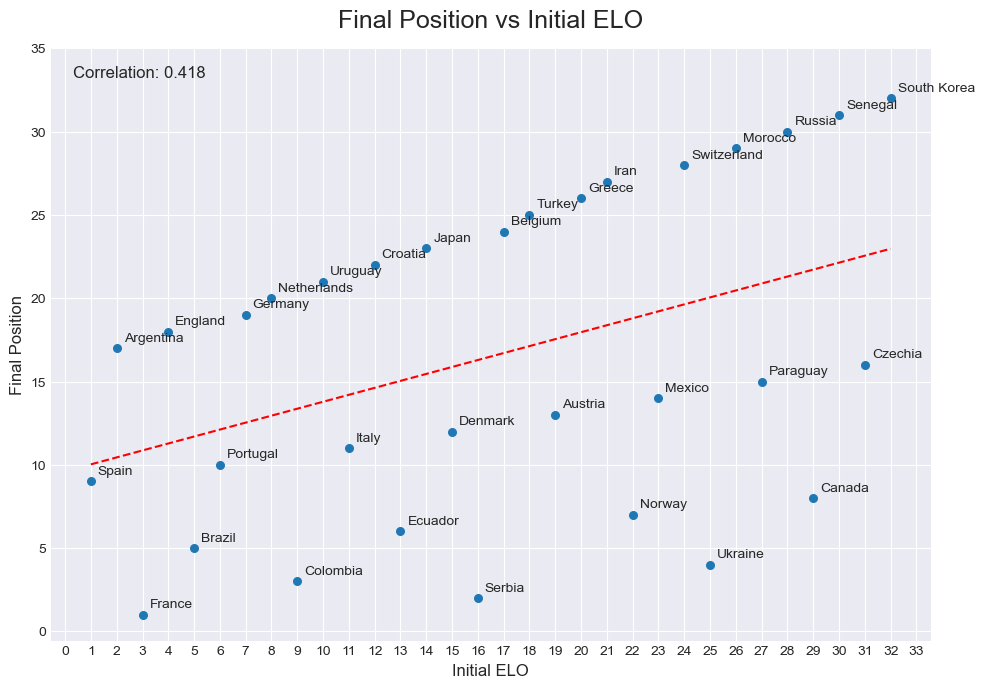 Final Position vs Initial ELO
35
Correlation: 0.418
South Korea
Senegal
30
Russia
Morocco
Switzerland
Iran
Greece
25
Turkey
Belgium
Japan
Croatia
Uruguay
20
Netherlands
Germany
England
Argentina
Final Position
15
Czechia
Paraguay
Mexico
Austria
Denmark
Italy
10
Portugal
Spain
Canada
Norway
Ecuador
5
Brazil
Ukraine
Colombia
Serbia
France
0
0 1 2 3 4 5 6 7 8 9 10 11 12 13 14 15 16 17 18 19 20 21 22 23 24 25 26 27 28 29 30 31 32 33
Initial ELO